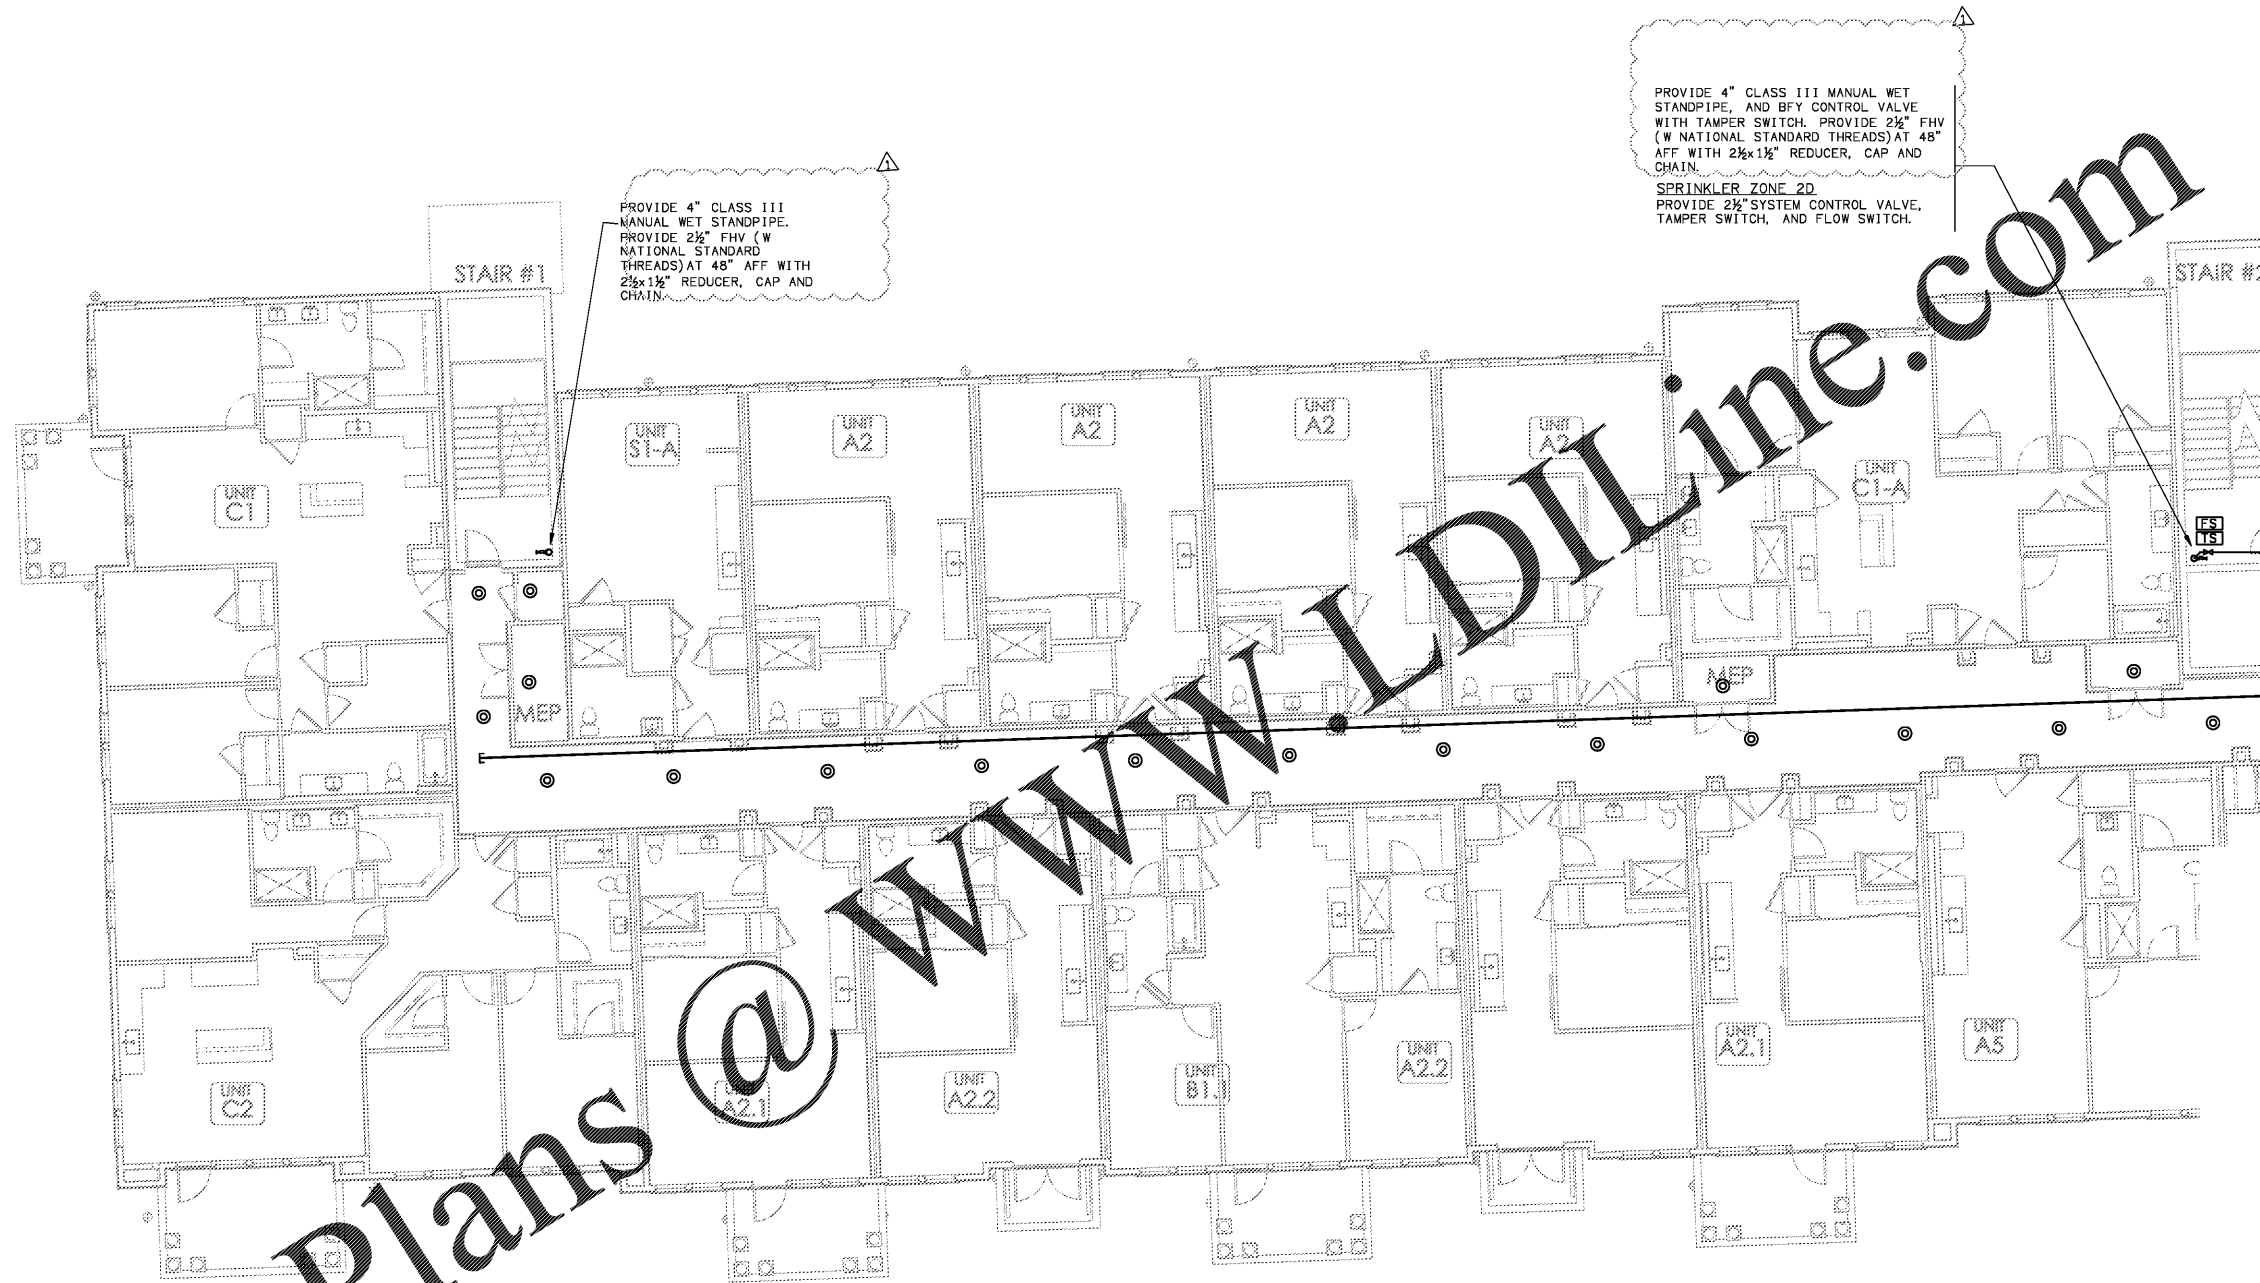 1
PROVIDE 4" CLASS III MANUAL WET
STANDPIPE, AND BFY CONTROL VALVE
WITH TAMPER SWITCH. PROVIDE 2½" FHV
(W NATIONAL STANDARD THREADS)AT 48"
AFF WITH 2½x1½" REDUCER, CAP AND
CHAIN.
SPRINKLER ZONE 2D
PROVIDE 2½"SYSTEM CONTROL VALVE,
TAMPER SWITCH, AND FLOW SWITCH.
1
PROVIDE 4" CLASS III
MANUAL WET STANDPIPE.
PROVIDE 2½" FHV (W
NATIONAL STANDARD
THREADS)AT 48" AFF WITH
2½x1½" REDUCER, CAP AND
CHAIN.
STAIR #1
STAIR #2
UNIT
C1
UNIT
S1-A
UNIT
A2
UNIT
A2
UNIT
A2
UNIT
A2
UNIT
C1-A
FS
TS
MEP
MEP
UNIT
C2
UNIT
A2.1
UNIT
A2.2
UNIT
B1.1
UNIT
A2.2
UNIT
A2.1
UNIT
A5
Plans @ www.LDILine.com